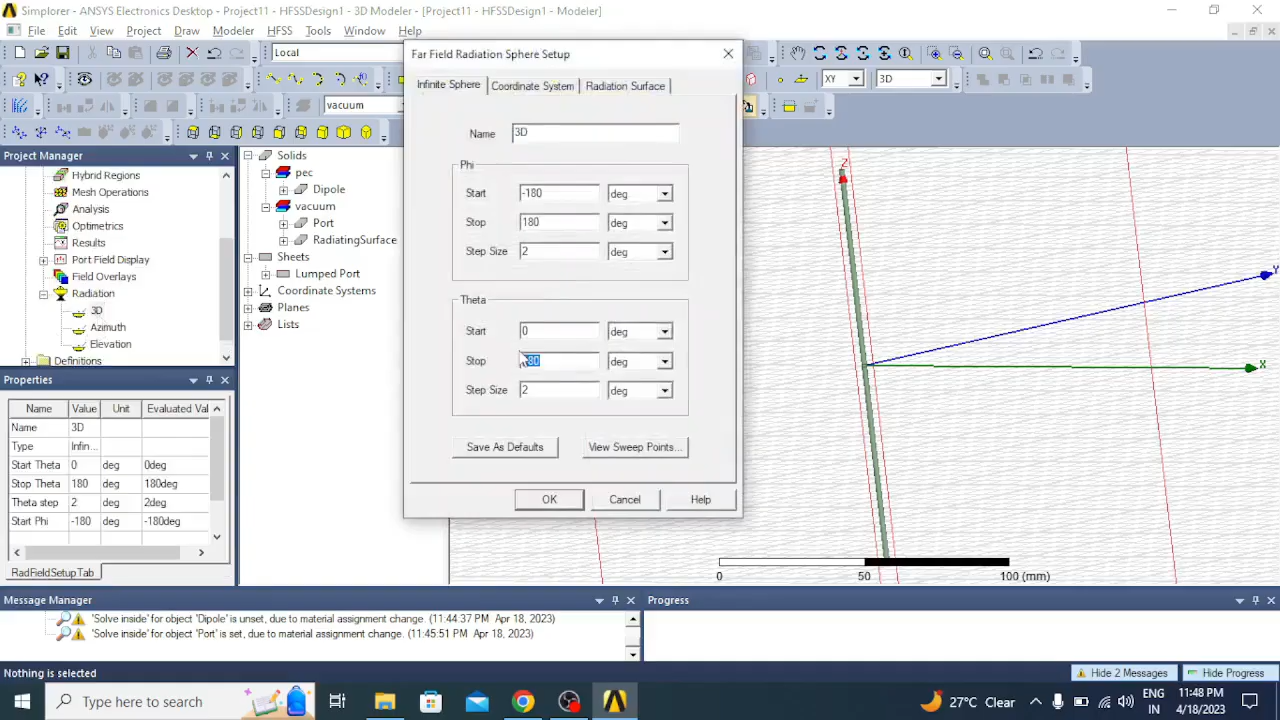 Simplorer - ANSYS Electronics Desktop - Project11 - HFSSDesign1 - 3D Modeler - [Project11 - HFSSDesign1 - Modeler]
File Edit View Project Draw Modeler HFSS Tools Window Help
Local
XY
3D
vacuum
Project Manager
Hybrid Regions
Mesh Operations
Analysis
Optimetrics
Results
Port Field Display
Field Overlays
Radiation
3D
Azimuth
Elevation
Definitions
Solids
pec
Dipole
vacuum
Port
RadiatingSurface
Sheets
Lumped Port
Coordinate Systems
Planes
Lists
Far Field Radiation Sphere Setup
Infinite Sphere Coordinate System Radiation Surface
Name 3D
Phi
Start -180 deg
Stop 180 deg
Step Size 2 deg
Theta
Start 0 deg
Stop deg
Step Size 2 deg
Save As Defaults View Sweep Points...
OK Cancel Help
Z
Y
X
0 50 100 (mm)
Properties
Name Value Unit Evaluated Val
Name 3D
Type Infin...
Start Theta 0 deg 0deg
Stop Theta 180 deg 180deg
Theta step 2 deg 2deg
Start Phi -180 deg -180deg
RadFieldSetupTab
Message Manager
'Solve inside' for object 'Dipole' is unset, due to material assignment change. (11:44:37 PM Apr 18, 2023)
'Solve inside' for object 'Port' is set, due to material assignment change. (11:45:51 PM Apr 18, 2023)
Progress
Nothing is selected
Hide 2 Messages
Hide Progress
Type here to search
27°C Clear
ENG
IN
11:48 PM
4/18/2023